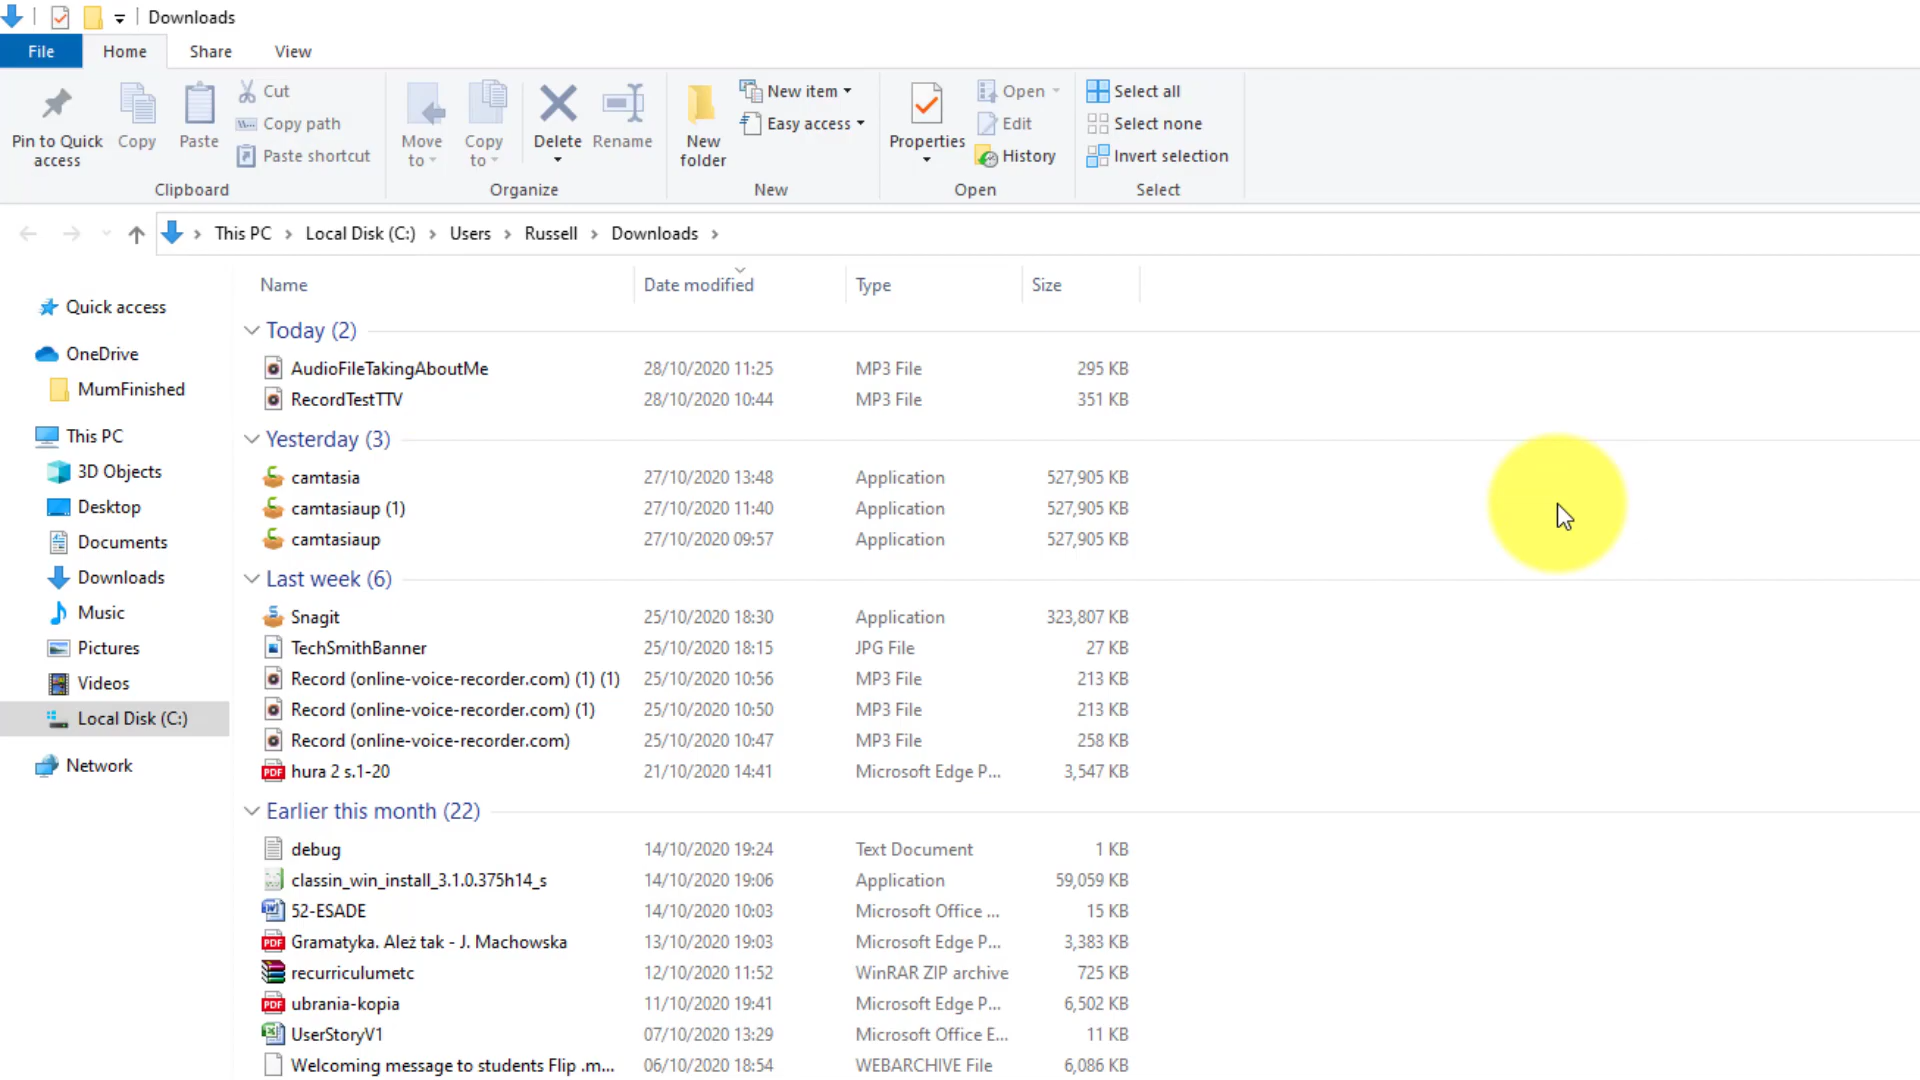 Downloads
File Home Share View
Pin to Quick access
Copy
Paste
Cut
Copy path
Paste shortcut
Clipboard
Move to
Copy to
Delete
Rename
Organize
New folder
New item
Easy access
New
Properties
Open
Edit
History
Open
Select all
Select none
Invert selection
Select
This PC > Local Disk (C:) > Users > Russell > Downloads >
Quick access
OneDrive
MumFinished
This PC
3D Objects
Desktop
Documents
Downloads
Music
Pictures
Videos
Local Disk (C:)
Network
Name Date modified Type Size
Today (2)
AudioFileTakingAboutMe 28/10/2020 11:25 MP3 File 295 KB
RecordTestTTV 28/10/2020 10:44 MP3 File 351 KB
Yesterday (3)
camtasia 27/10/2020 13:48 Application 527,905 KB
camtasiaup (1) 27/10/2020 11:40 Application 527,905 KB
camtasiaup 27/10/2020 09:57 Application 527,905 KB
Last week (6)
Snagit 25/10/2020 18:30 Application 323,807 KB
TechSmithBanner 25/10/2020 18:15 JPG File 27 KB
Record (online-voice-recorder.com) (1) (1) 25/10/2020 10:56 MP3 File 213 KB
Record (online-voice-recorder.com) (1) 25/10/2020 10:50 MP3 File 213 KB
Record (online-voice-recorder.com) 25/10/2020 10:47 MP3 File 258 KB
hura 2 s.1-20 21/10/2020 14:41 Microsoft Edge P... 3,547 KB
Earlier this month (22)
debug 14/10/2020 19:24 Text Document 1 KB
classin_win_install_3.1.0.375h14_s 14/10/2020 19:06 Application 59,059 KB
52-ESADE 14/10/2020 10:03 Microsoft Office ... 15 KB
Gramatyka. Ależ tak - J. Machowska 13/10/2020 19:03 Microsoft Edge P... 3,383 KB
recurriculumetc 12/10/2020 11:52 WinRAR ZIP archive 725 KB
ubrania-kopia 11/10/2020 19:41 Microsoft Edge P... 6,502 KB
UserStoryV1 07/10/2020 13:29 Microsoft Office E... 11 KB
Welcoming message to students Flip .m... 06/10/2020 18:54 WEBARCHIVE File 6,086 KB